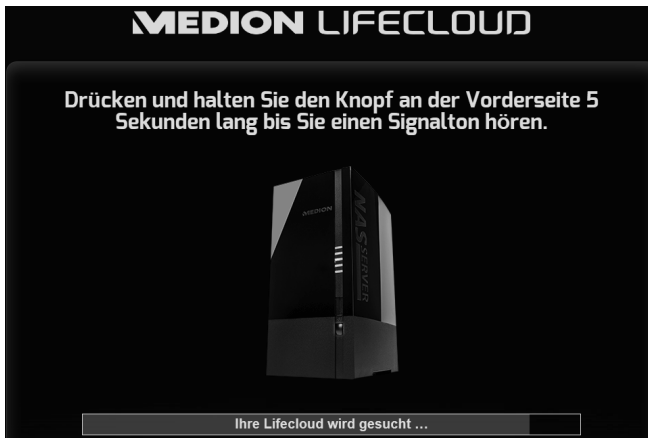 MEDION LIFECLOUD
Drücken und halten Sie den Knopf an der Vorderseite 5
Sekunden lang bis Sie einen Signalton hören.
MEDION
NAS SERVER
Ihre Lifecloud wird gesucht ...